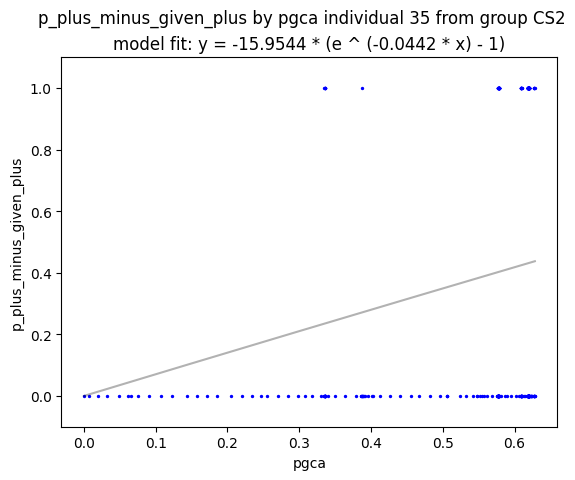 p_plus_minus_given_plus by pgca individual 35 from group CS2
model fit: y = -15.9544 * (e ^ (-0.0442 * x) - 1)
1.0
0.8
0.6
0.4
0.2
0.0
p_plus_minus_given_plus
0.0 0.1 0.2 0.3 0.4 0.5 0.6
pgca